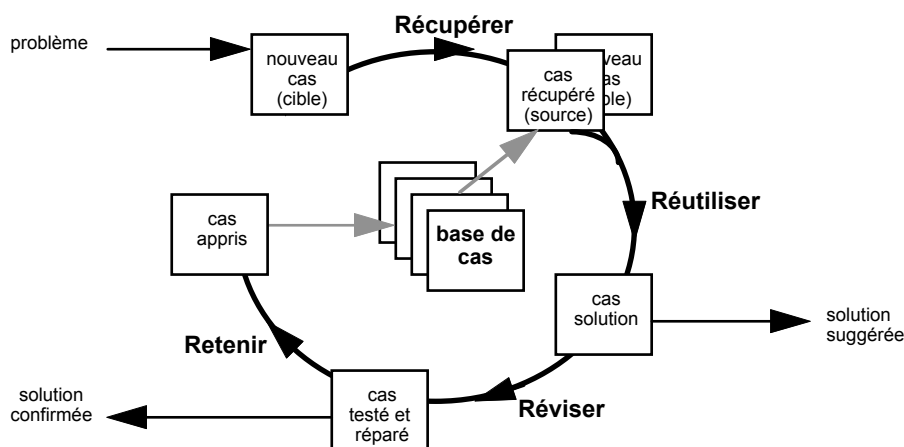 Récupérer
problème
nouveau
cas
(cible)
cas
récupéré
(source)
Réutiliser
cas
appris
base de
cas
cas
solution
solution
suggérée
Retenir
Réviser
solution
confirmée
cas
testé et
réparé